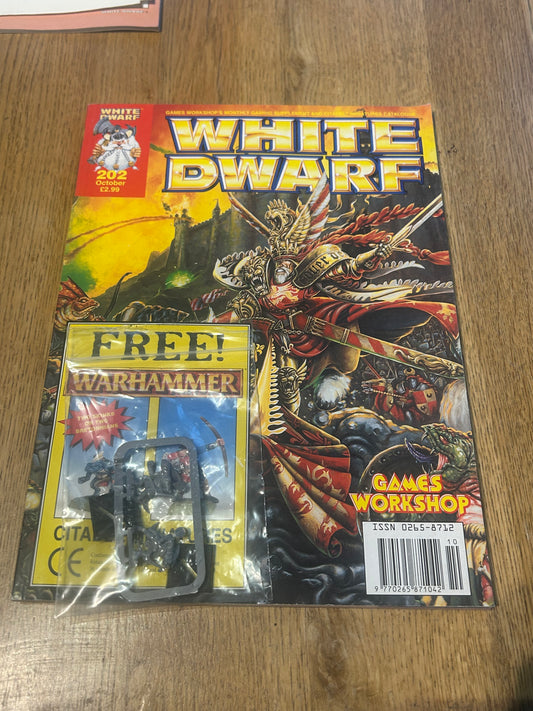 WHITE
DWARF
202
October
£2.99
GAMES WORKSHOP'S MONTHLY GAMING SUPPLEMENT AND CITADEL MINIATURES CATALOGUE
WHITE
DWARF
FREE!
WARHAMMER
CITA
ES
CE
GAMES
WORKSHOP
ISSN 0265-8712
10
9 770265 871042